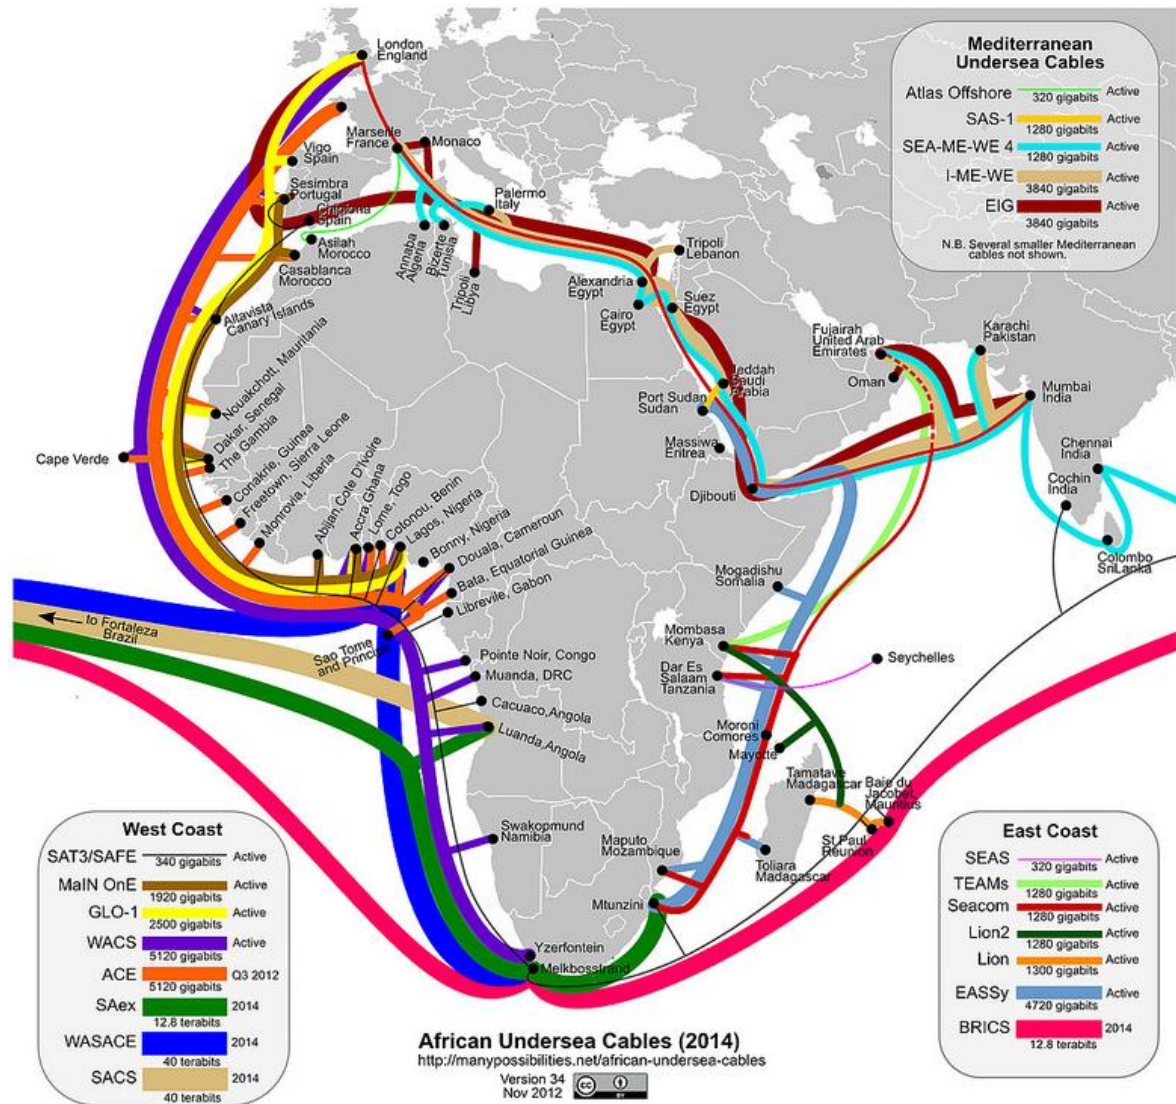 London
England
Marseille
France
Monaco
Vigo
Spain
Sesimbra
Portugal
Chipiona
Spain
Palermo
Italy
Asilah
Morocco
Casablanca
Morocco
Annaba
Algeria
Bizerte
Tunisia
Tripoli
Libya
Tripoli
Lebanon
Alexandria
Egypt
Cairo
Egypt
Suez
Egypt
Altavista
Canary Islands
Nouakchott, Mauritania
Dakar, Senegal
The Gambia
Cape Verde
Conakrie, Guinea
Freetown, Sierra Leone
Monrovia, Liberia
Abijan,Cote D'Ivoire
Accra,Ghana
Lome, Togo
Cotonou, Benin
Lagos, Nigeria
Bonny, Nigeria
Douala, Cameroun
Bata, Equatorial Guinea
Libreville, Gabon
to Fortaleza
Brazil
Sao Tome
and Principe
Pointe Noir, Congo
Muanda, DRC
Cacuaco,Angola
Luanda,Angola
Swakopmund
Namibia
Yzerfontein
Melkbosstrand
Mtunzini
Maputo
Mozambique
Toliara
Madagascar
Tamatave
Madagascar
Baie du
Jacobet,
Mauritius
St.Paul
Reunion
Mayotte
Moroni
Comores
Dar Es
Salaam
Tanzania
Mombasa
Kenya
Seychelles
Mogadishu
Somalia
Djibouti
Massiwa
Eritrea
Port Sudan
Sudan
Jeddah
Saudi
Arabia
Fujairah
United Arab
Emirates
Oman
Karachi
Pakistan
Mumbai
India
Chennai
India
Cochin
India
Colombo
SriLanka
Mediterranean
Undersea Cables
Atlas Offshore 320 gigabits Active
SAS-1 1280 gigabits Active
SEA-ME-WE 4 1280 gigabits Active
I-ME-WE 3840 gigabits Active
EIG 3840 gigabits Active
N.B. Several smaller Mediterranean
cables not shown.
West Coast
SAT3/SAFE 340 gigabits Active
MaIN OnE 1920 gigabits Active
GLO-1 2500 gigabits Active
WACS 5120 gigabits Active
ACE 5120 gigabits Q3 2012
SAex 12.8 terabits 2014
WASACE 40 terabits 2014
SACS 40 terabits 2014
East Coast
SEAS 320 gigabits Active
TEAMs 1280 gigabits Active
Seacom 1280 gigabits Active
Lion2 1280 gigabits Active
Lion 1300 gigabits Active
EASSy 4720 gigabits Active
BRICS 12.8 terabits 2014
African Undersea Cables (2014)
http://manypossibilities.net/african-undersea-cables
Version 34
Nov 2012
cc
BY